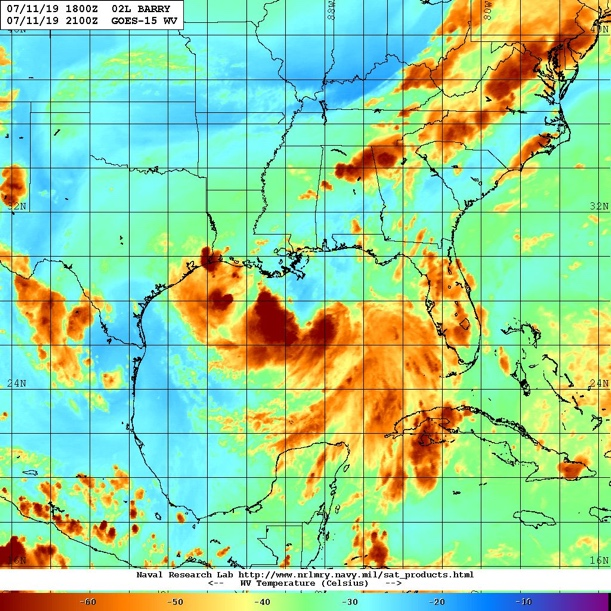 07/11/19 1800Z 02L BARRY
07/11/19 2100Z GOES-15 WV
88W
80W
40N
40N
32N
32N
24N
24N
16N
Naval Research Lab http://www.nrlmry.navy.mil/sat_products.html
<-- WV Temperature (Celsius) -->
-60 -50 -40 -30 -20 -10